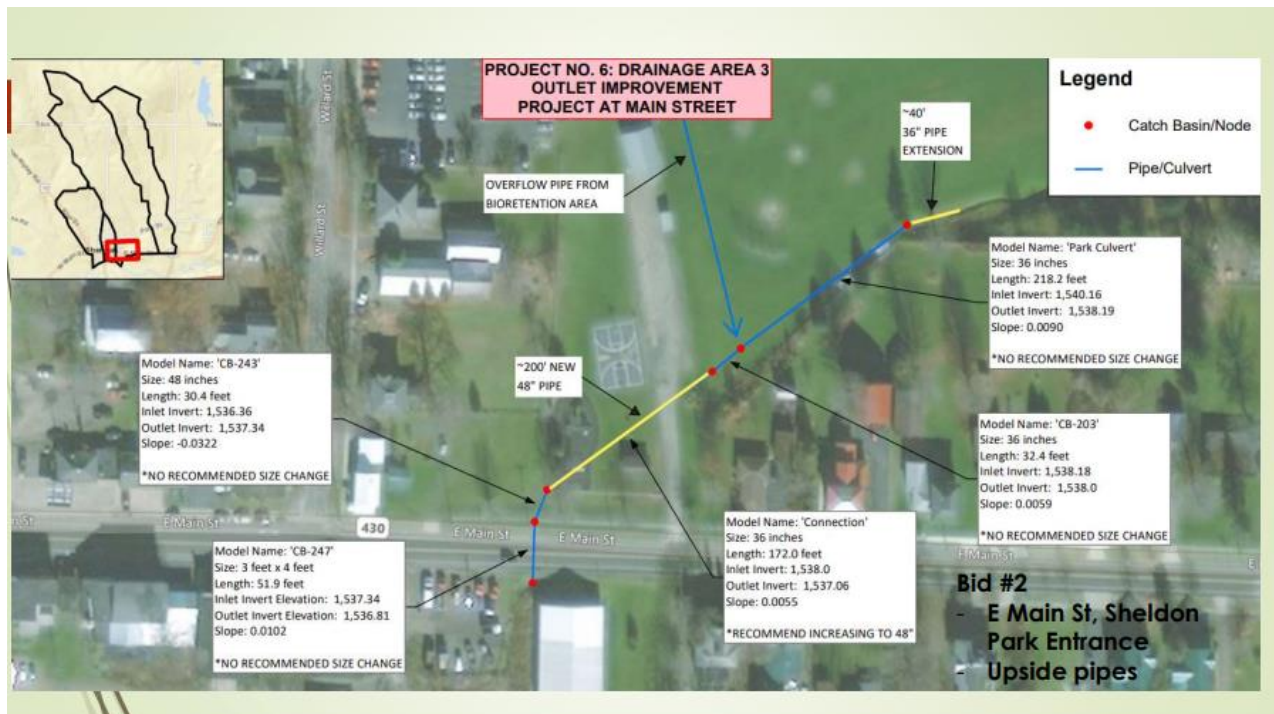 PROJECT NO. 6: DRAINAGE AREA 3
OUTLET IMPROVEMENT
PROJECT AT MAIN STREET
Legend
Catch Basin/Node
Pipe/Culvert
~40'
36" PIPE
EXTENSION
OVERFLOW PIPE FROM
BIORETENTION AREA
Willard St
Willard St
Model Name: 'Park Culvert'
Size: 36 inches
Length: 218.2 feet
Inlet Invert: 1,540.16
Outlet Invert: 1,538.19
Slope: 0.0090
*NO RECOMMENDED SIZE CHANGE
~200' NEW
48" PIPE
Model Name: 'CB-243'
Size: 48 inches
Length: 30.4 feet
Inlet Invert: 1,536.36
Outlet Invert: 1,537.34
Slope: -0.0322
*NO RECOMMENDED SIZE CHANGE
Model Name: 'CB-203'
Size: 36 inches
Length: 32.4 feet
Inlet Invert: 1,538.18
Outlet Invert: 1,538.0
Slope: 0.0059
*NO RECOMMENDED SIZE CHANGE
n St
E Main St
430
E Main St
E Main St
E Main St
E
Model Name: 'Connection'
Size: 36 inches
Length: 172.0 feet
Inlet Invert: 1,538.0
Outlet Invert: 1,537.06
Slope: 0.0055
*RECOMMEND INCREASING TO 48"
Model Name: 'CB-247'
Size: 3 feet x 4 feet
Length: 51.9 feet
Inlet Invert Elevation: 1,537.34
Outlet Invert Elevation: 1,536.81
Slope: 0.0102
*NO RECOMMENDED SIZE CHANGE
Bid #2
- E Main St, Sheldon
Park Entrance
- Upside pipes